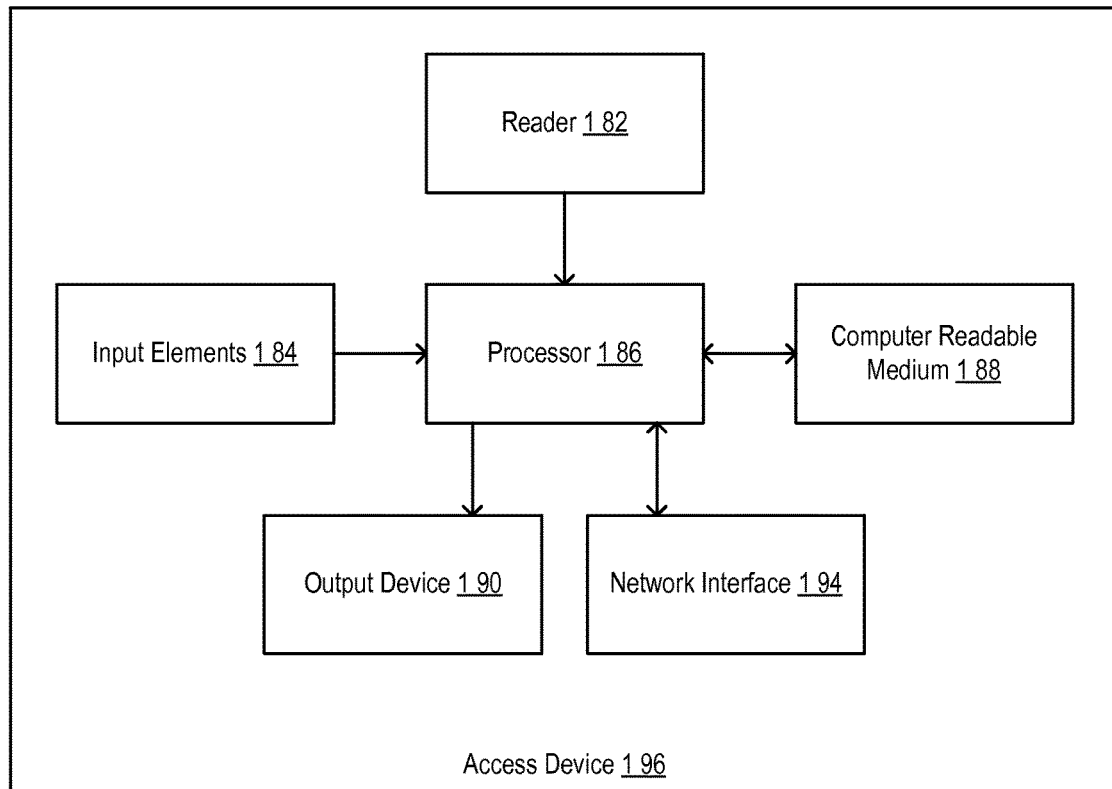 Reader 1 82
Input Elements 1 84
Processor 1 86
Computer Readable
Medium 1 88
Output Device 1 90
Network Interface 1 94
Access Device 1 96